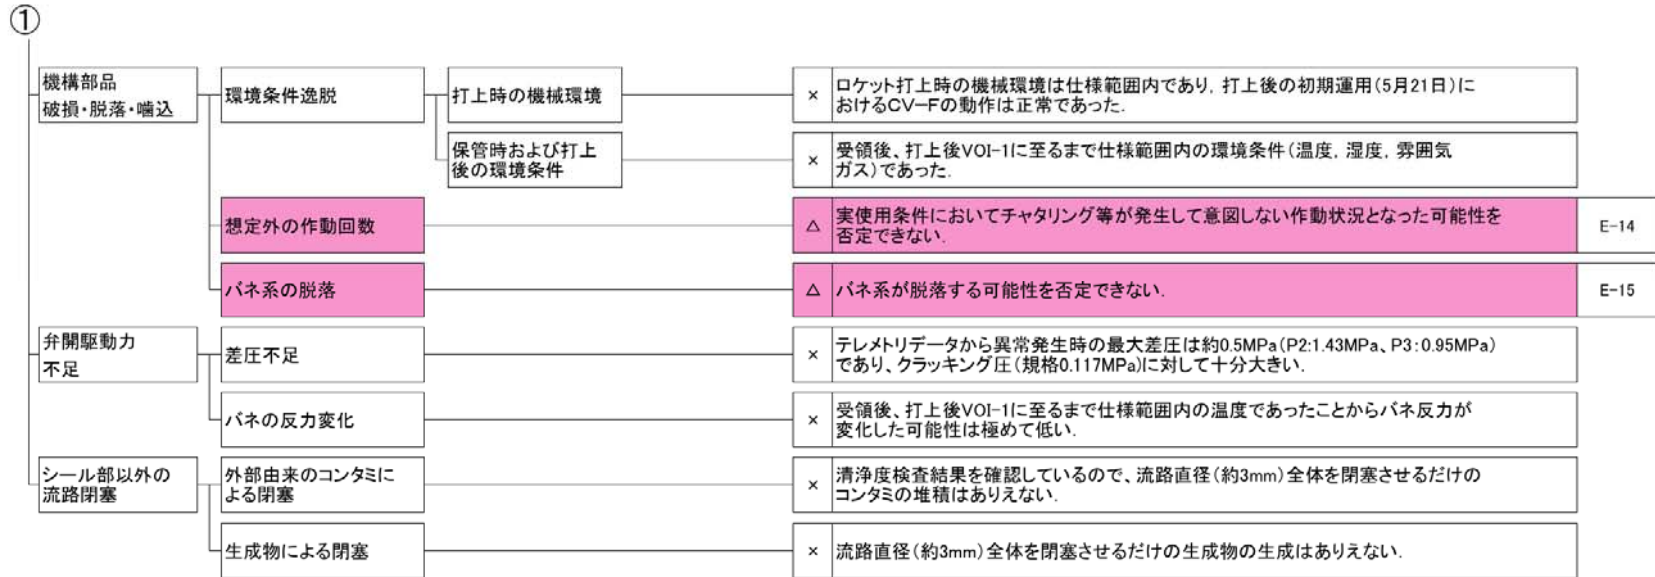 ①
機構部品
破損・脱落・噛込
環境条件逸脱
打上時の機械環境
×
ロケット打上時の機械環境は仕様範囲内であり, 打上後の初期運用(5月21日)に
おけるCV-Fの動作は正常であった.
保管時および打上
後の環境条件
×
受領後、打上後VOI-1に至るまで仕様範囲内の環境条件(温度, 湿度, 雰囲気
ガス)であった.
想定外の作動回数
△
実使用条件においてチャタリング等が発生して意図しない作動状況となった可能性を
否定できない.
E-14
バネ系の脱落
△
バネ系が脱落する可能性を否定できない.
E-15
弁開駆動力
不足
差圧不足
×
テレメトリデータから異常発生時の最大差圧は約0.5MPa(P2:1.43MPa、P3:0.95MPa)
であり、クラッキング圧(規格0.117MPa)に対して十分大きい.
バネの反力変化
×
受領後、打上後VOI-1に至るまで仕様範囲内の温度であったことからバネ反力が
変化した可能性は極めて低い.
シール部以外の
流路閉塞
外部由来のコンタミに
よる閉塞
×
清浄度検査結果を確認しているので、流路直径(約3mm)全体を閉塞させるだけの
コンタミの堆積はありえない.
生成物による閉塞
×
流路直径(約3mm)全体を閉塞させるだけの生成物の生成はありえない.